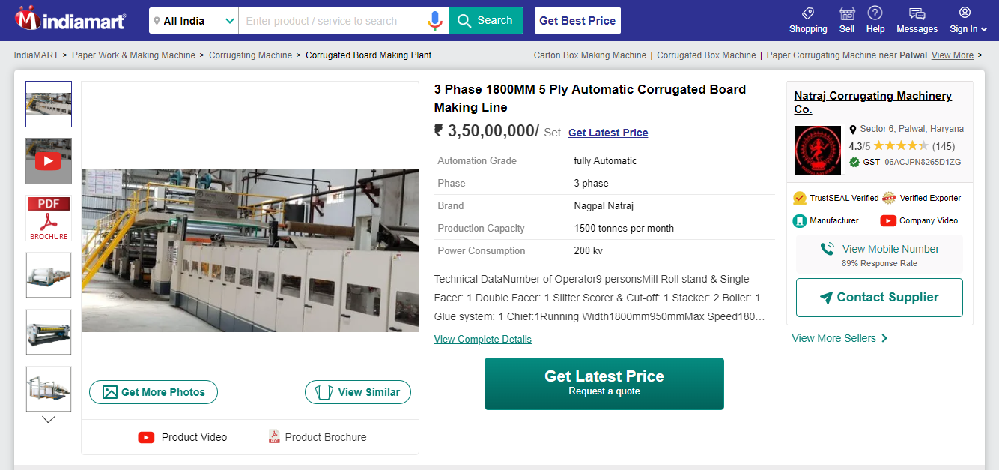 indiamart
All India
Enter product / service to search
Search
Get Best Price
Shopping
Sell
Help
Messages
Sign In
IndiaMART > Paper Work & Making Machine > Corrugating Machine > Corrugated Board Making Plant
Carton Box Making Machine | Corrugated Box Machine | Paper Corrugating Machine near Palwal View More >
PDF
BROCHURE
Get More Photos
View Similar
Product Video
Product Brochure
3 Phase 1800MM 5 Ply Automatic Corrugated Board
Making Line
₹ 3,50,00,000/ Set Get Latest Price
Automation Grade fully Automatic
Phase 3 phase
Brand Nagpal Natraj
Production Capacity 1500 tonnes per month
Power Consumption 200 kv
Technical DataNumber of Operator9 personsMill Roll stand & Single
Facer: 1 Double Facer: 1 Slitter Scorer & Cut-off: 1 Stacker: 2 Boiler: 1
Glue system: 1 Chief:1Running Width1800mm950mmMax Speed180...
View Complete Details
Get Latest Price
Request a quote
Natraj Corrugating Machinery
Co.
Sector 6, Palwal, Haryana
4.3/5 (145)
GST- 06ACJPN8265D1ZG
TrustSEAL Verified
Verified Exporter
Manufacturer
Company Video
View Mobile Number
89% Response Rate
Contact Supplier
View More Sellers